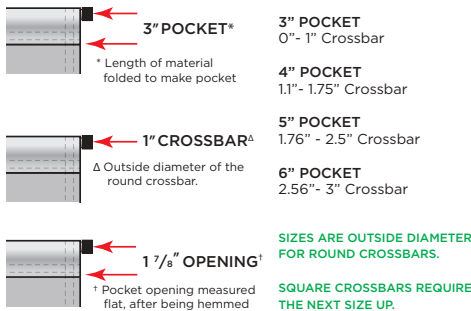 3” POCKET*
* Length of material
folded to make pocket
1” CROSSBAR∆
∆ Outside diameter of the
round crossbar.
1 7/8” OPENING†
† Pocket opening measured
flat, after being hemmed
3” POCKET
0”- 1” Crossbar
4” POCKET
1.1”- 1.75” Crossbar
5” POCKET
1.76” - 2.5” Crossbar
6” POCKET
2.56”- 3” Crossbar
SIZES ARE OUTSIDE DIAMETER
FOR ROUND CROSSBARS.
SQUARE CROSSBARS REQUIRE
THE NEXT SIZE UP.